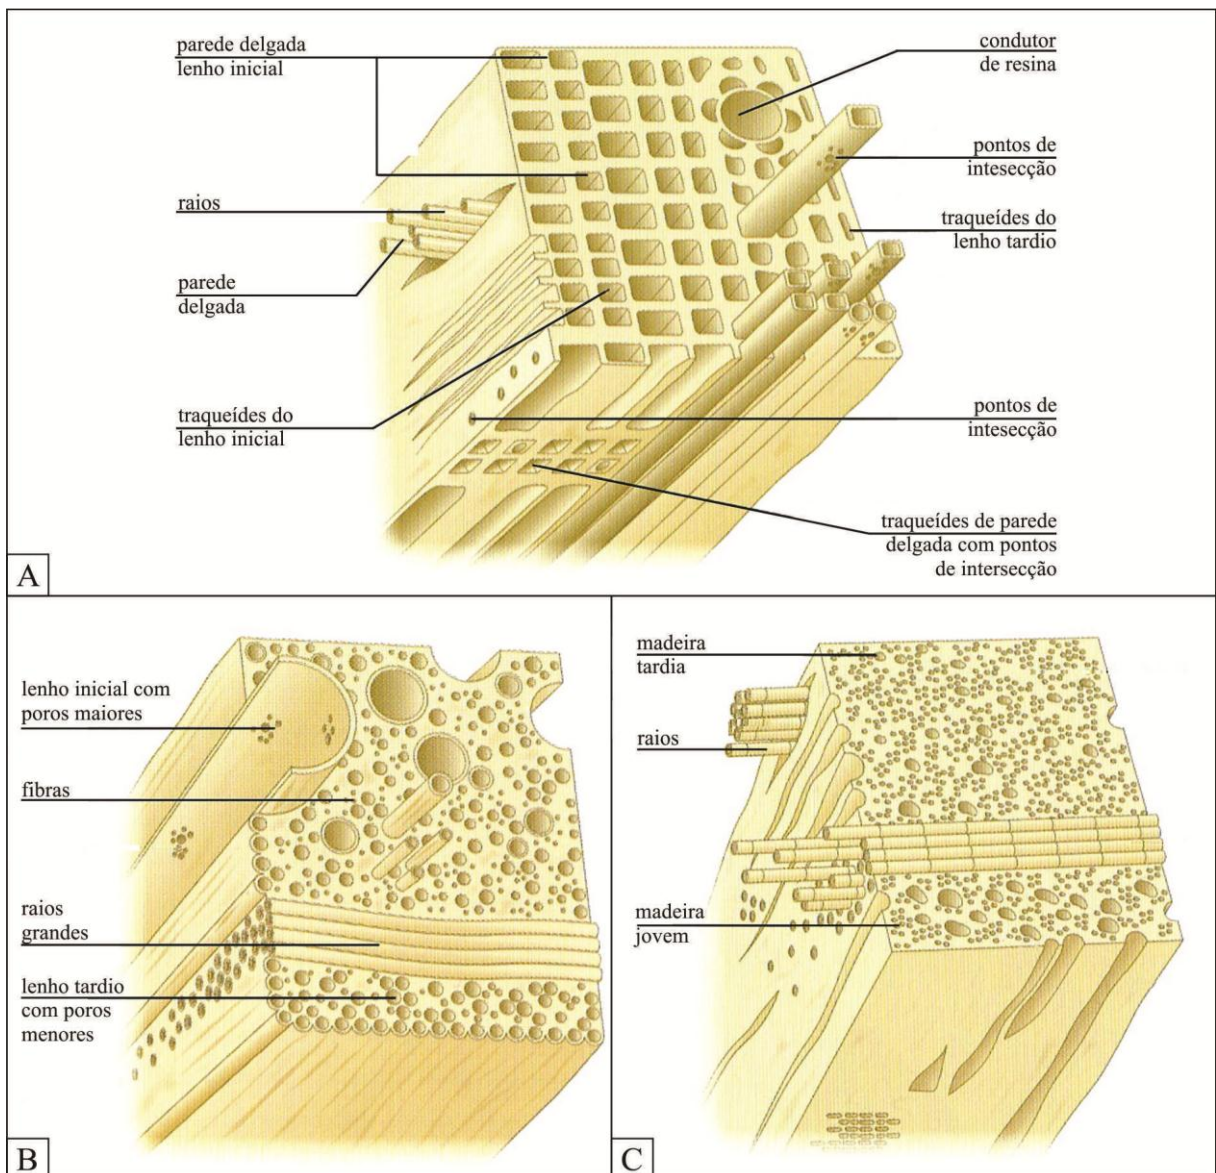 parede delgada
lenho inicial
raios
parede
delgada
traqueídes do
lenho inicial
condutor
de resina
pontos de
intesecção
traqueídes do
lenho tardio
pontos de
intesecção
traqueídes de parede
delgada com pontos
de intersecção
A
lenho inicial com
poros maiores
fibras
raios
grandes
lenho tardio
com poros
menores
B
madeira
tardia
raios
madeira
jovem
C